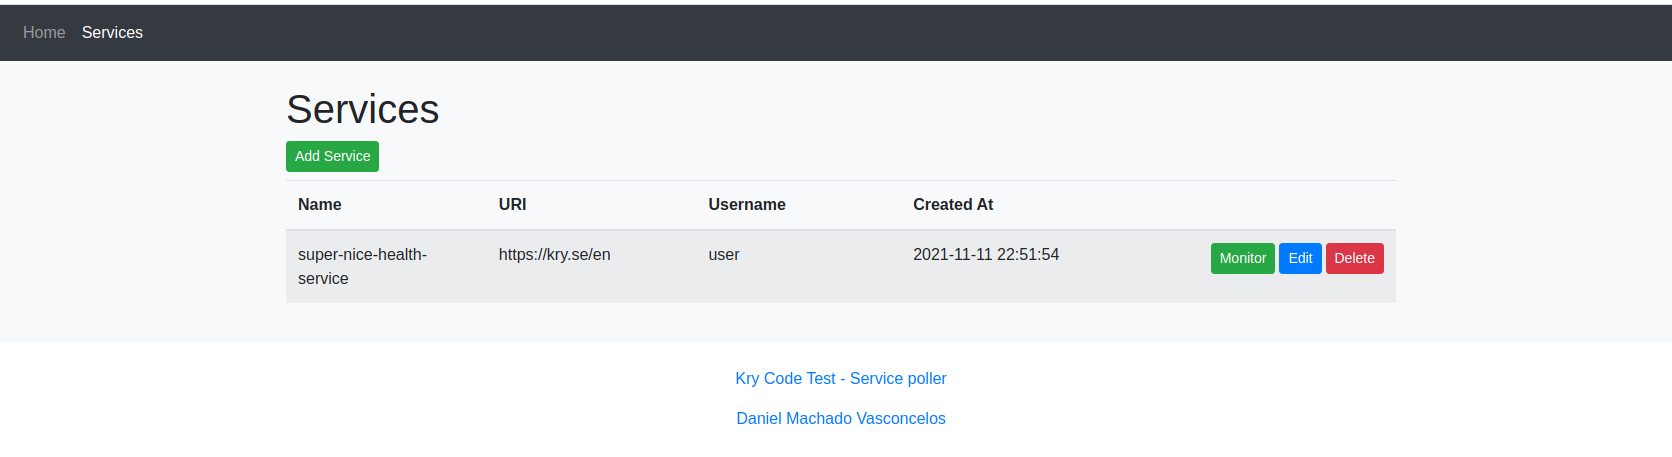 Home Services
Services
Add Service
Name URI Username Created At
super-nice-health- https://kry.se/en user 2021-11-11 22:51:54 Monitor Edit Delete
service
Kry Code Test - Service poller
Daniel Machado Vasconcelos